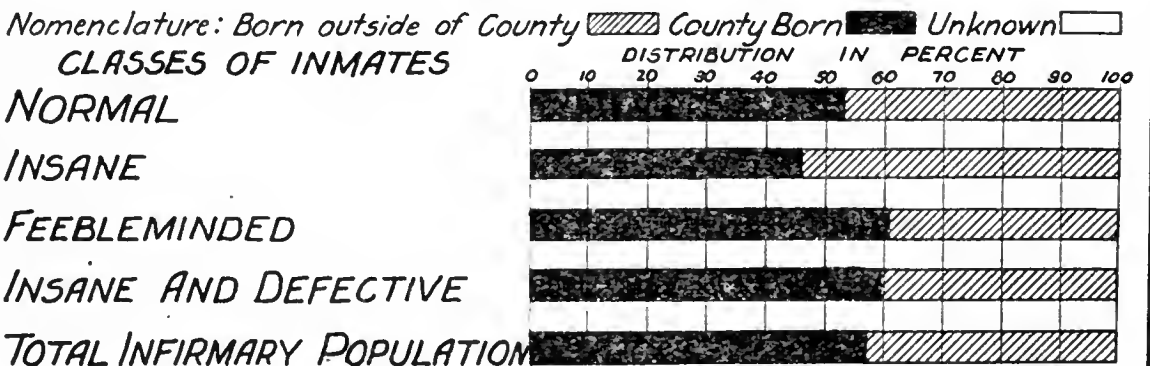 Nomenclature: Born outside of County County Born Unknown
CLASSES OF INMATES
DISTRIBUTION IN PERCENT
0 10 20 30 40 50 60 70 80 90 100
NORMAL
INSANE
FEEBLEMINDED
INSANE AND DEFECTIVE
TOTAL INFIRMARY POPULATION